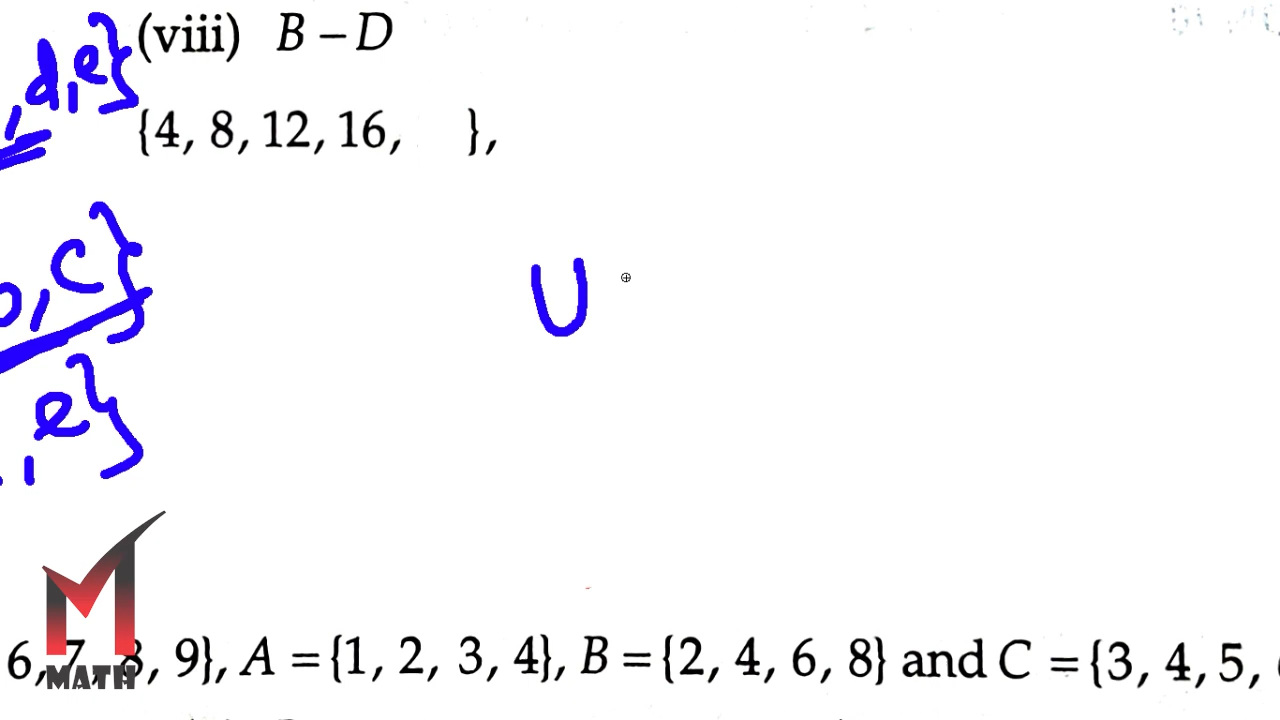 ,d,e} (viii) B – D
{4, 8, 12, 16, },
,c}
U
,e}
6, 7, 8, 9}, A = {1, 2, 3, 4}, B = {2, 4, 6, 8} and C = {3, 4, 5,
MATH